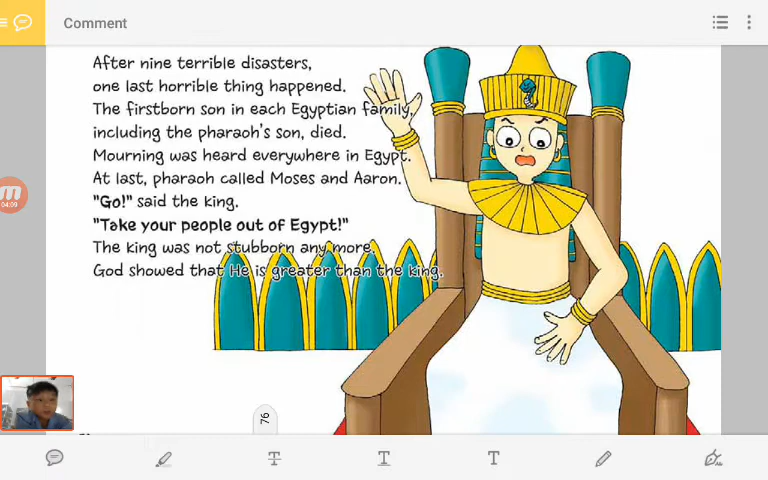 Comment
After nine terrible disasters,
one last horrible thing happened.
The firstborn son in each Egyptian family,
including the pharaoh's son, died.
Mourning was heard everywhere in Egypt.
At last, pharaoh called Moses and Aaron.
"Go!" said the king.
"Take your people out of Egypt!"
The king was not stubborn anymore.
God showed that He is greater than the king.
04:09
76
T
T
T